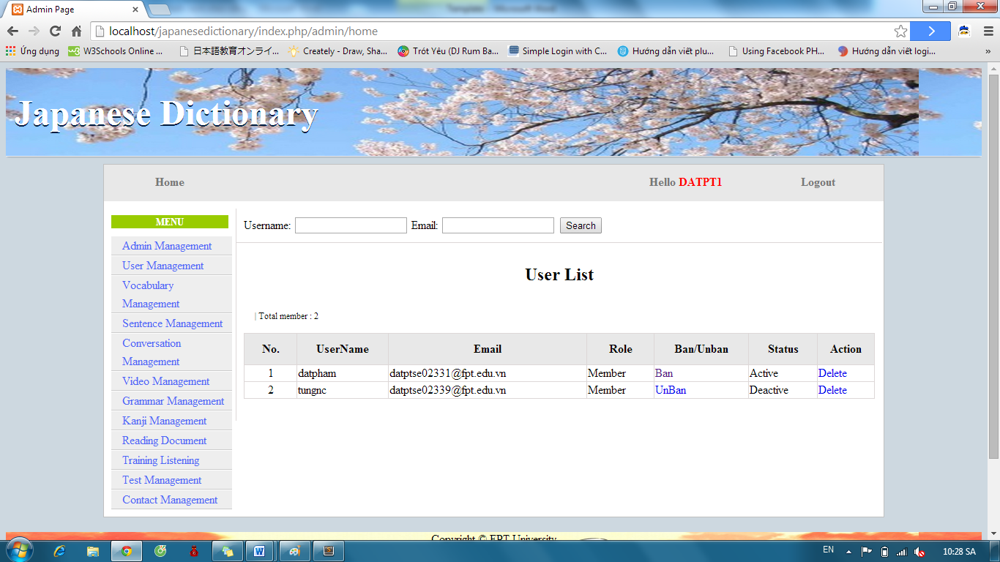 Admin Page
localhost/japanesedictionary/index.php/admin/home
Ứng dụng W3Schools Online ... 日本語教育オンライ... Creately - Draw, Sha... Trót Yêu (DJ Rum Ba... Simple Login with C... Hướng dẫn viết plu... Using Facebook PH... Hướng dẫn viết logi... »
Japanese Dictionary
Home Hello DATPT1 Logout
MENU
Admin Management
User Management
Vocabulary
Management
Sentence Management
Conversation
Management
Video Management
Grammar Management
Kanji Management
Reading Document
Training Listening
Test Management
Contact Management
Username: Email: Search
User List
| Total member : 2
No. UserName Email Role Ban/Unban Status Action
1 datpham datptse02331@fpt.edu.vn Member Ban Active Delete
2 tungnc datptse02339@fpt.edu.vn Member UnBan Deactive Delete
Copyright © FPT University
EN 10:28 SA